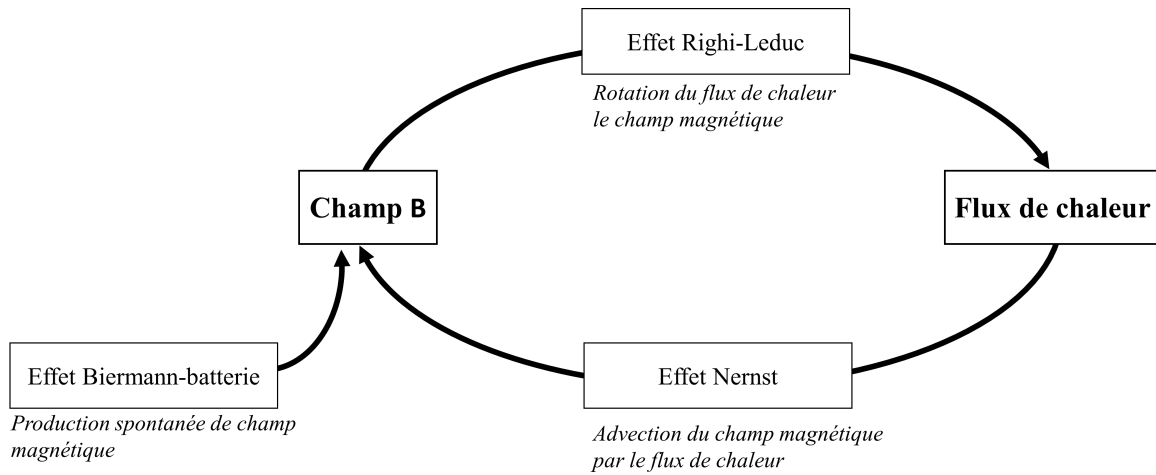 Effet Righi-Leduc
Rotation du flux de chaleur
le champ magnétique
Champ B
Flux de chaleur
Effet Biermann-batterie
Production spontanée de champ
magnétique
Effet Nernst
Advection du champ magnétique
par le flux de chaleur